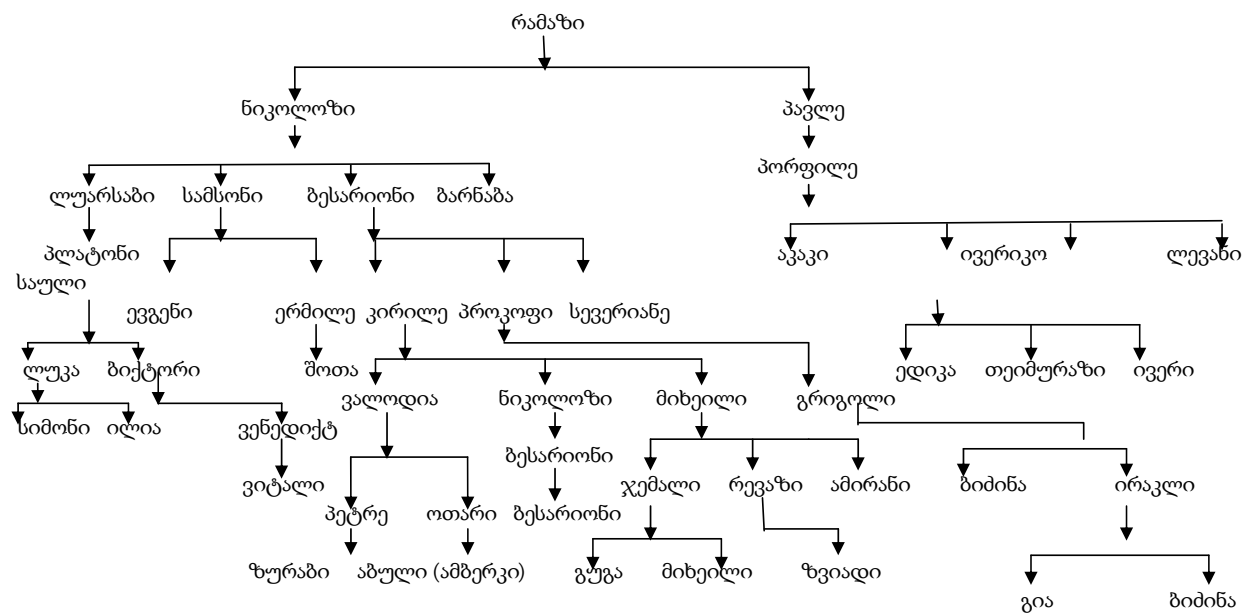 რამაზი
ნიკოლოზი პავლე
პორფილე
ლუარსაბი სამსონი ბესარიონი ბარნაბა
პლატონი აკაკი ივერიკო ლევანი
საული
ევგენი ერმილე კირილე პროკოფი სევერიანე
ლუკა ბიქტორი შოთა ედიკა თეიმურაზი ივერი
ვალოდია ნიკოლოზი მიხეილი გრიგოლი
სიმონი ილია ვენედიქტ
ბესარიონი
ვიტალი ჯემალი რევაზი ამირანი ბიძინა ირაკლი
პეტრე ოთარი ბესარიონი
ზურაბი აბული (ამბერკი) გუგა მიხეილი ზვიადი
გია ბიძინა